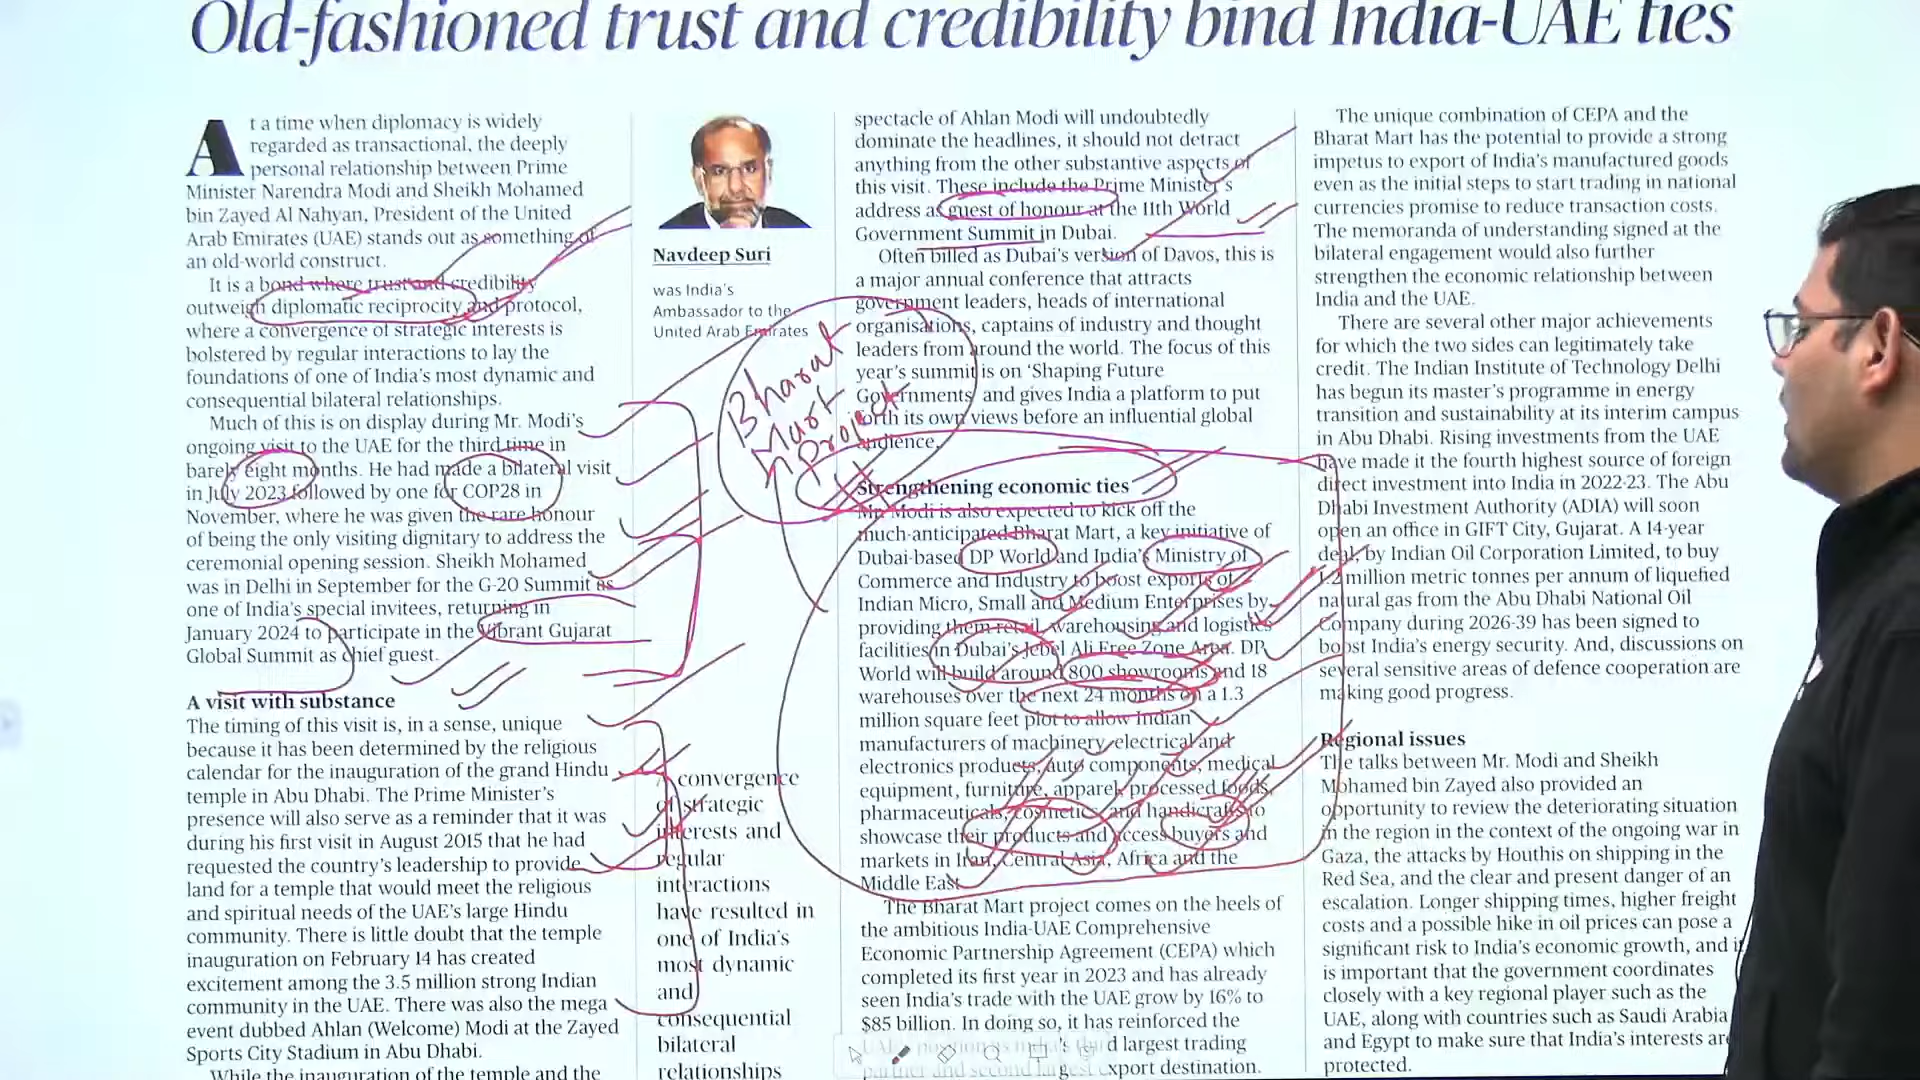 Old-fashioned trust and credibility bind India-UAE ties
At a time when diplomacy is widely
regarded as transactional, the deeply
personal relationship between Prime
Minister Narendra Modi and Sheikh Mohamed
bin Zayed Al Nahyan, President of the United
Arab Emirates (UAE) stands out as something of
an old-world construct.
It is a bond where trust and credibility
outweigh diplomatic reciprocity and protocol,
where a convergence of strategic interests is
bolstered by regular interactions to lay the
foundations of one of India's most dynamic and
consequential bilateral relationships.
Much of this is on display during Mr. Modi's
ongoing visit to the UAE for the third time in
barely eight months. He had made a bilateral visit
in July 2023 followed by one for COP28 in
November, where he was given the rare honour
of being the only visiting dignitary to address the
ceremonial opening session. Sheikh Mohamed
was in Delhi in September for the G-20 Summit as
one of India's special invitees, returning in
January 2024 to participate in the Vibrant Gujarat
Global Summit as chief guest.
A visit with substance
The timing of this visit is, in a sense, unique
because it has been determined by the religious
calendar for the inauguration of the grand Hindu
temple in Abu Dhabi. The Prime Minister's
presence will also serve as a reminder that it was
during his first visit in August 2015 that he had
requested the country's leadership to provide
land for a temple that would meet the religious
and spiritual needs of the UAE's large Hindu
community. There is little doubt that the temple
inauguration on February 14 has created
excitement among the 3.5 million strong Indian
community in the UAE. There was also the mega
event dubbed Ahlan (Welcome) Modi at the Zayed
Sports City Stadium in Abu Dhabi.
While the inauguration of the temple and the
Navdeep Suri
was India's
Ambassador to the
United Arab Emirates
Bharat
Mart
Project
A convergence
of strategic
interests and
regular
interactions
have resulted in
one of India's
most dynamic
and
consequential
bilateral
relationships
spectacle of Ahlan Modi will undoubtedly
dominate the headlines, it should not detract
anything from the other substantive aspects of
this visit. These include the Prime Minister's
address as guest of honour at the 11th World
Government Summit in Dubai.
Often billed as Dubai's version of Davos, this is
a major annual conference that attracts
government leaders, heads of international
organisations, captains of industry and thought
leaders from around the world. The focus of this
year's summit is on 'Shaping Future
Governments' and gives India a platform to put
forth its own views before an influential global
audience.
Strengthening economic ties
Mr. Modi is also expected to kick off the
much-anticipated Bharat Mart, a key initiative of
Dubai-based DP World and India's Ministry of
Commerce and Industry to boost exports of
Indian Micro, Small and Medium Enterprises by
providing them retail, warehousing and logistics
facilities in Dubai's Jebel Ali Free Zone Area. DP
World will build around 800 showrooms and 18
warehouses over the next 24 months on a 1.3
million square feet plot to allow Indian
manufacturers of machinery, electrical and
electronics products, auto components, medical
equipment, furniture, apparel, processed foods,
pharmaceuticals, cosmetics and handicrafts to
showcase their products and access buyers and
markets in Iran, Central Asia, Africa and the
Middle East.
The Bharat Mart project comes on the heels of
the ambitious India-UAE Comprehensive
Economic Partnership Agreement (CEPA) which
completed its first year in 2023 and has already
seen India's trade with the UAE grow by 16% to
$85 billion. In doing so, it has reinforced the
UAE's position as India's third largest trading
partner and second largest export destination.
The unique combination of CEPA and the
Bharat Mart has the potential to provide a strong
impetus to export of India's manufactured goods
even as the initial steps to start trading in national
currencies promise to reduce transaction costs.
The memoranda of understanding signed at the
bilateral engagement would also further
strengthen the economic relationship between
India and the UAE.
There are several other major achievements
for which the two sides can legitimately take
credit. The Indian Institute of Technology Delhi
has begun its master's programme in energy
transition and sustainability at its interim campus
in Abu Dhabi. Rising investments from the UAE
have made it the fourth highest source of foreign
direct investment into India in 2022-23. The Abu
Dhabi Investment Authority (ADIA) will soon
open an office in GIFT City, Gujarat. A 14-year
deal, by Indian Oil Corporation Limited, to buy
1.2 million metric tonnes per annum of liquefied
natural gas from the Abu Dhabi National Oil
Company during 2026-39 has been signed to
boost India's energy security. And, discussions on
several sensitive areas of defence cooperation are
making good progress.
Regional issues
The talks between Mr. Modi and Sheikh
Mohamed bin Zayed also provided an
opportunity to review the deteriorating situation
in the region in the context of the ongoing war in
Gaza, the attacks by Houthis on shipping in the
Red Sea, and the clear and present danger of an
escalation. Longer shipping times, higher freight
costs and a possible hike in oil prices can pose a
significant risk to India's economic growth, and it
is important that the government coordinates
closely with a key regional player such as the
UAE, along with countries such as Saudi Arabia
and Egypt to make sure that India's interests are
protected.